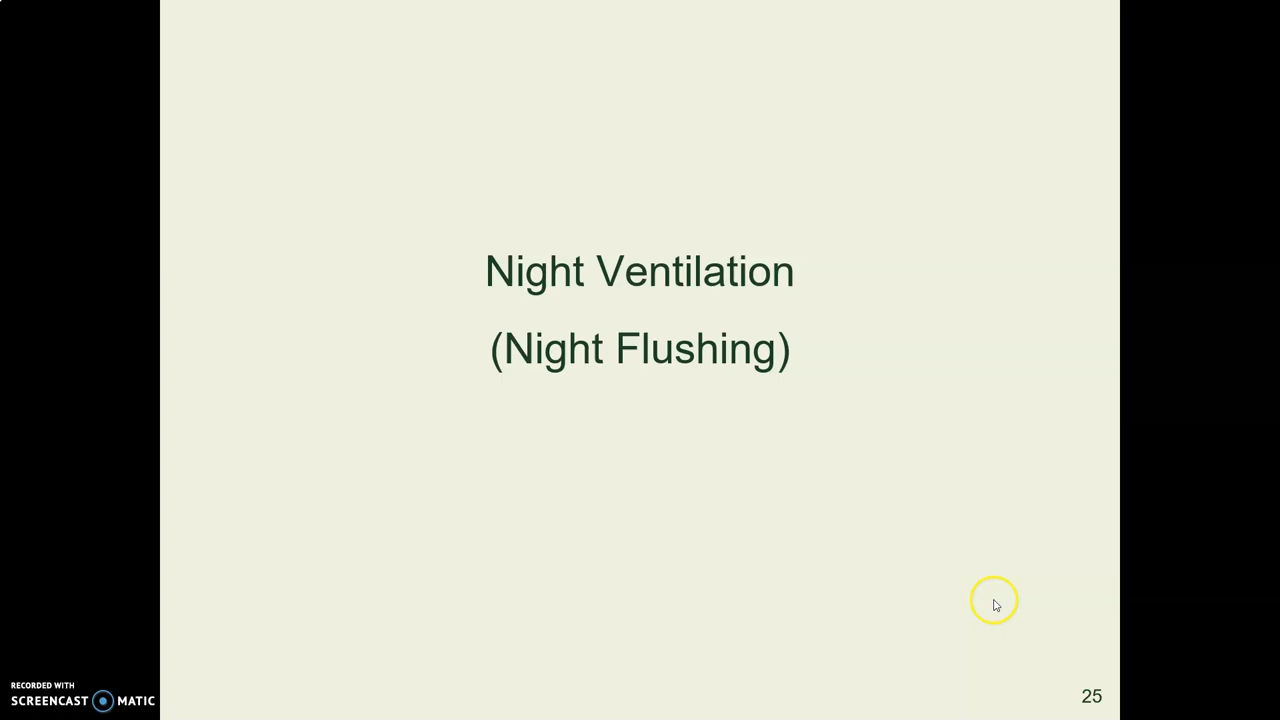 Night Ventilation
(Night Flushing)
RECORDED WITH
SCREENCAST MATIC
25